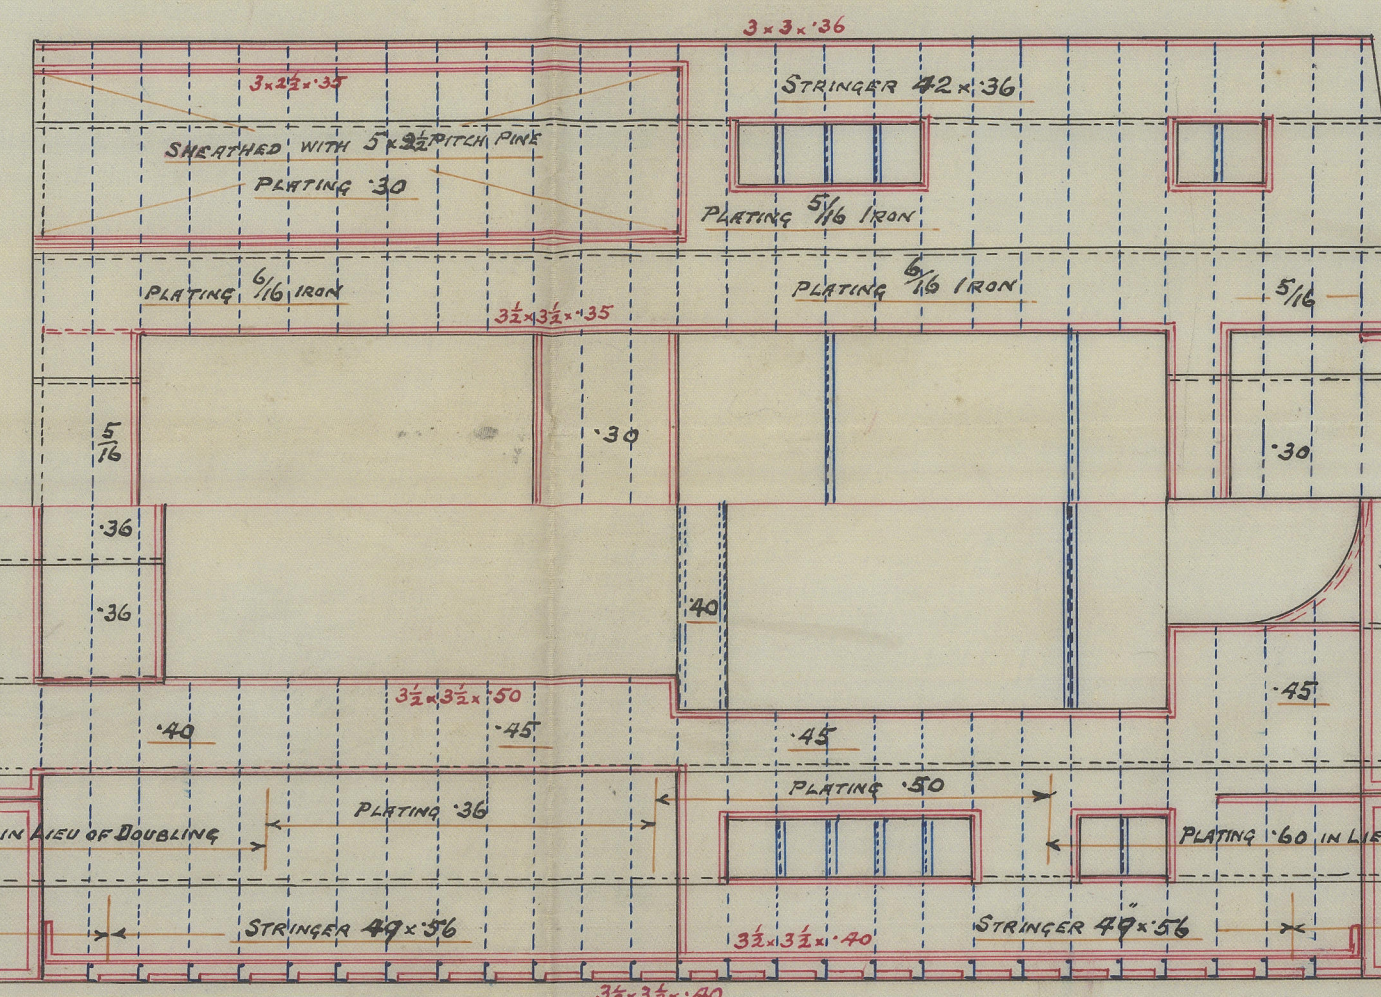 3 × 3 × ·36
3 × 2½ × ·35
STRINGER 42 × ·36
SHEATHED WITH 5 × 2½ PITCH PINE
PLATING ·30
PLATING 5/16 IRON
PLATING 6/16 IRON
PLATING 6/16 IRON
5/16
3½ × 3½ × ·35
5/16
·30
·30
·36
·36
·40
3½ × 3½ × ·50
·45
·40
·45
·45
PLATING ·50
PLATING ·36
IN LIEU OF DOUBLING
PLATING ·60 IN LIE
STRINGER 49 × ·56
STRINGER 49" × ·56
3½ × 3½ × ·40
3½ × 3½ × ·40